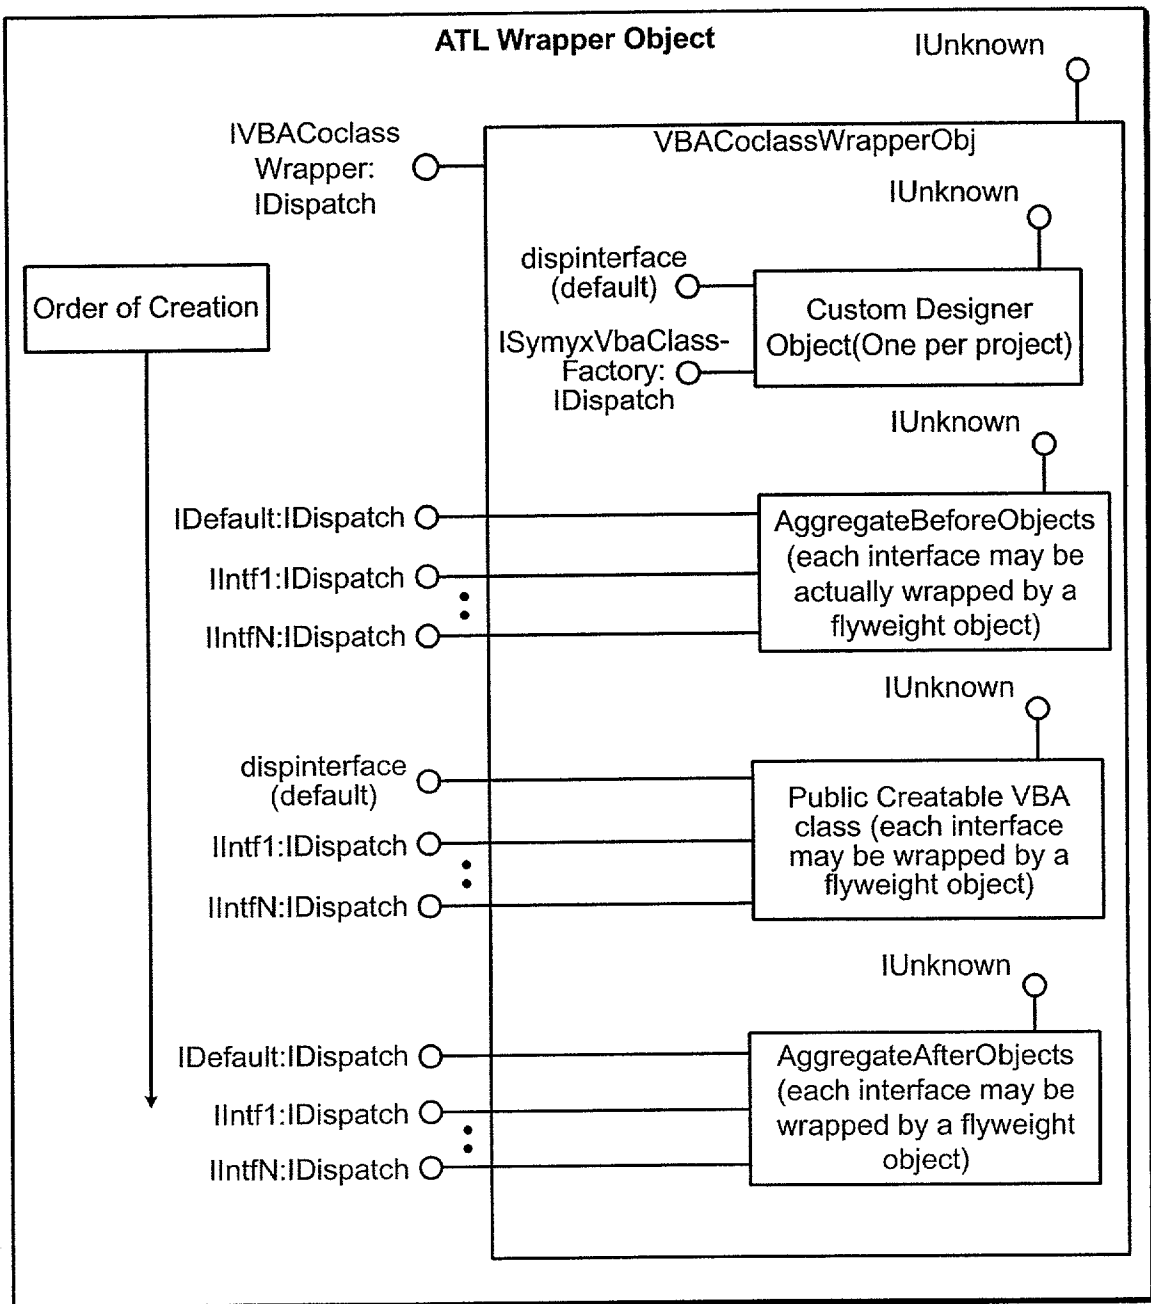 ATL Wrapper Object
IUnknown
IVBACoclass
Wrapper:
IDispatch
VBACoclassWrapperObj
IUnknown
dispinterface
(default)
Custom Designer
Object(One per project)
Order of Creation
ISymyxVbaClass-
Factory:
IDispatch
IUnknown
IDefault:IDispatch
IIntf1:IDispatch
IIntfN:IDispatch
AggregateBeforeObjects
(each interface may be
actually wrapped by a
flyweight object)
IUnknown
dispinterface
(default)
IIntf1:IDispatch
IIntfN:IDispatch
Public Creatable VBA
class (each interface
may be wrapped by a
flyweight object)
IUnknown
IDefault:IDispatch
IIntf1:IDispatch
IIntfN:IDispatch
AggregateAfterObjects
(each interface may be
wrapped by a flyweight
object)